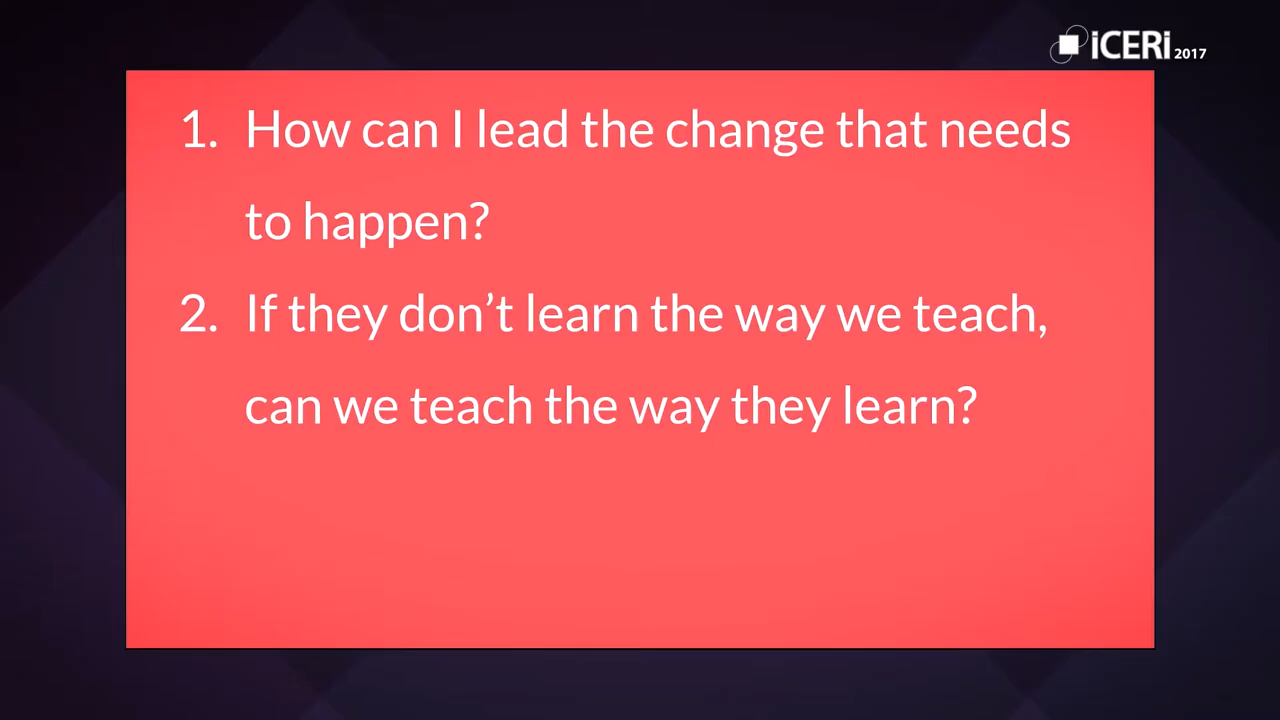 iCERi 2017
1. How can I lead the change that needs
to happen?
2. If they don’t learn the way we teach,
can we teach the way they learn?